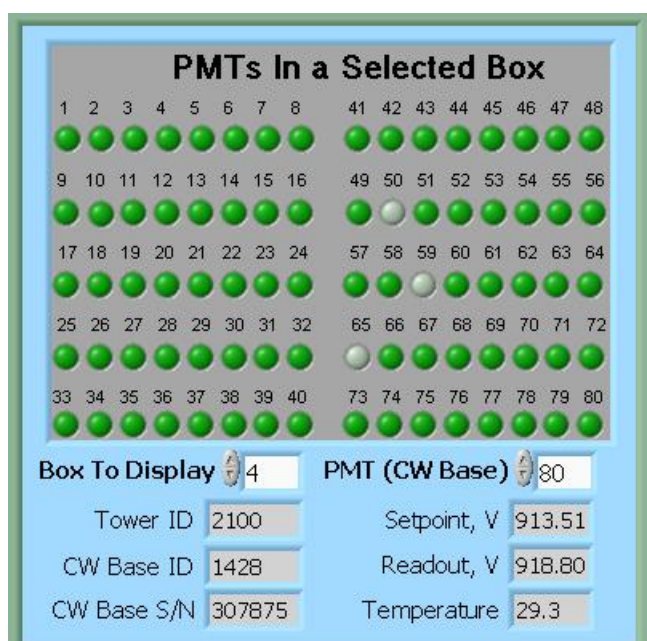 PMTs In a Selected Box
1 2 3 4 5 6 7 8 41 42 43 44 45 46 47 48
9 10 11 12 13 14 15 16 49 50 51 52 53 54 55 56
17 18 19 20 21 22 23 24 57 58 59 60 61 62 63 64
25 26 27 28 29 30 31 32 65 66 67 68 69 70 71 72
33 34 35 36 37 38 39 40 73 74 75 76 77 78 79 80
Box To Display 4 PMT (CW Base) 80
Tower ID 2100 Setpoint, V 913.51
CW Base ID 1428 Readout, V 918.80
CW Base S/N 307875 Temperature 29.3